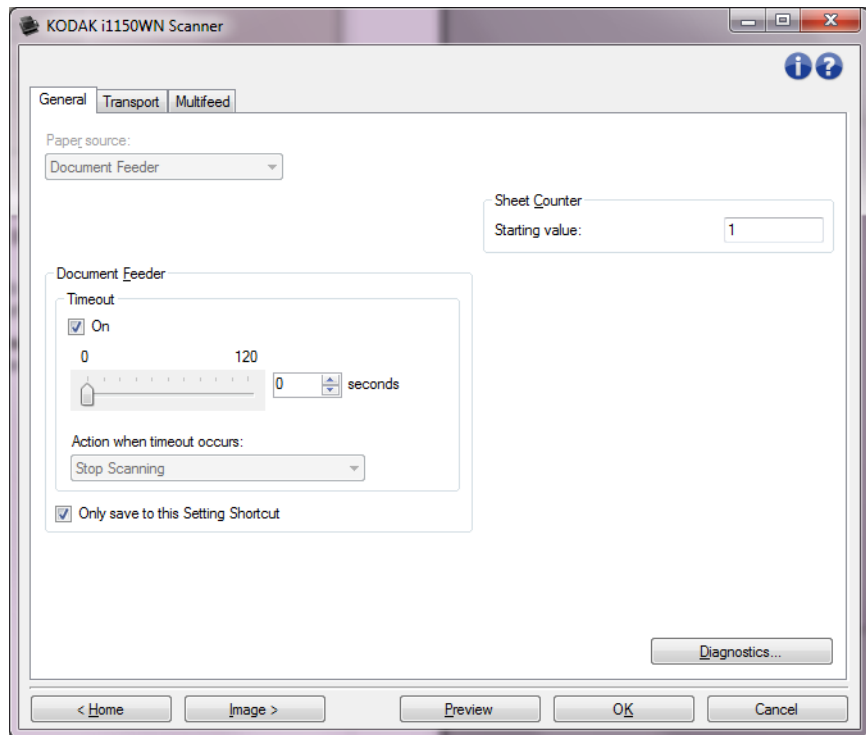 KODAK i1150WN Scanner
General Transport Multifeed
Paper source:
Document Feeder
Sheet Counter
Starting value: 1
Document Feeder
Timeout
On
0 120
0 seconds
Action when timeout occurs:
Stop Scanning
Only save to this Setting Shortcut
Diagnostics...
< Home Image > Preview OK Cancel